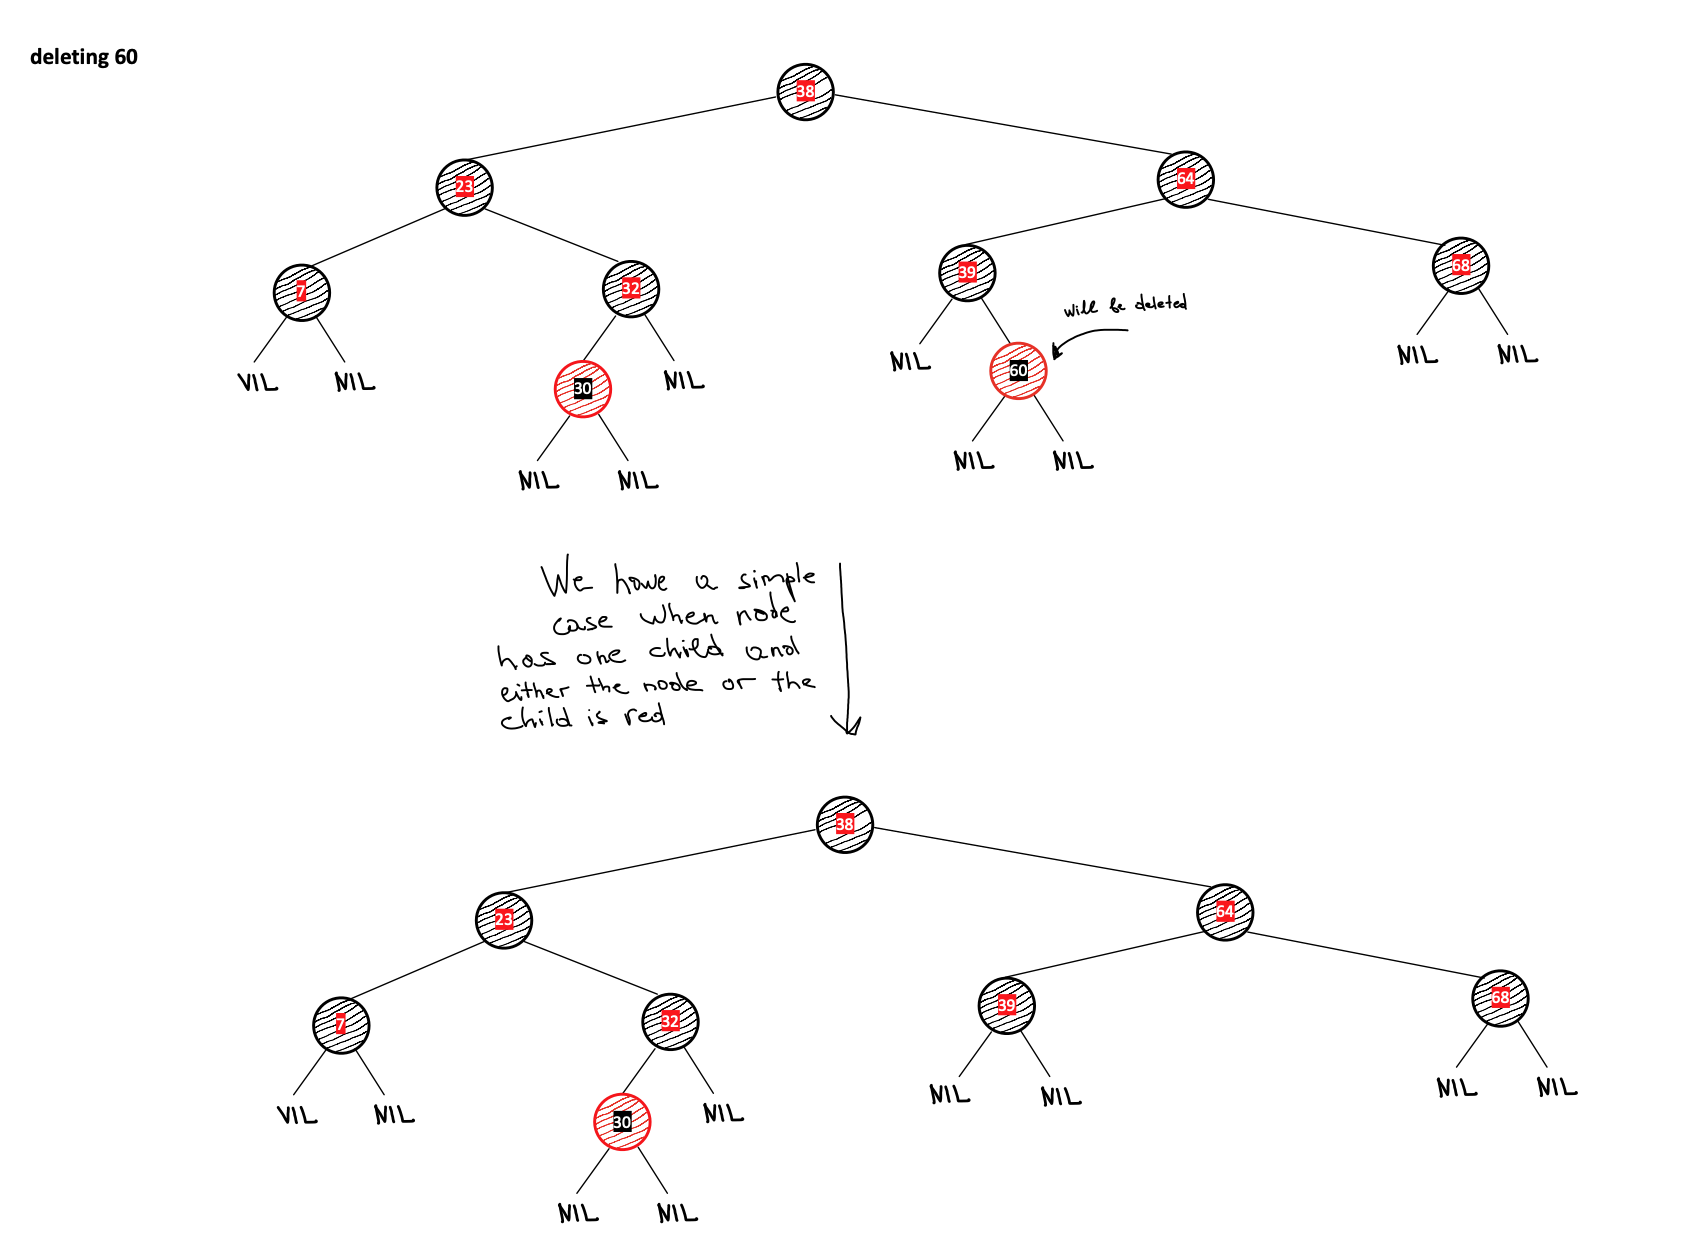 deleting 60
38
23
64
7
32
39
68
will be deleted
VIL NIL
30
NIL
NIL
60
NIL NIL
NIL NIL
NIL NIL
We have a simple
case when node
has one child and
either the node or the
child is red
38
23
64
7
32
39
68
VIL NIL
30
NIL
NIL NIL
NIL NIL
NIL NIL